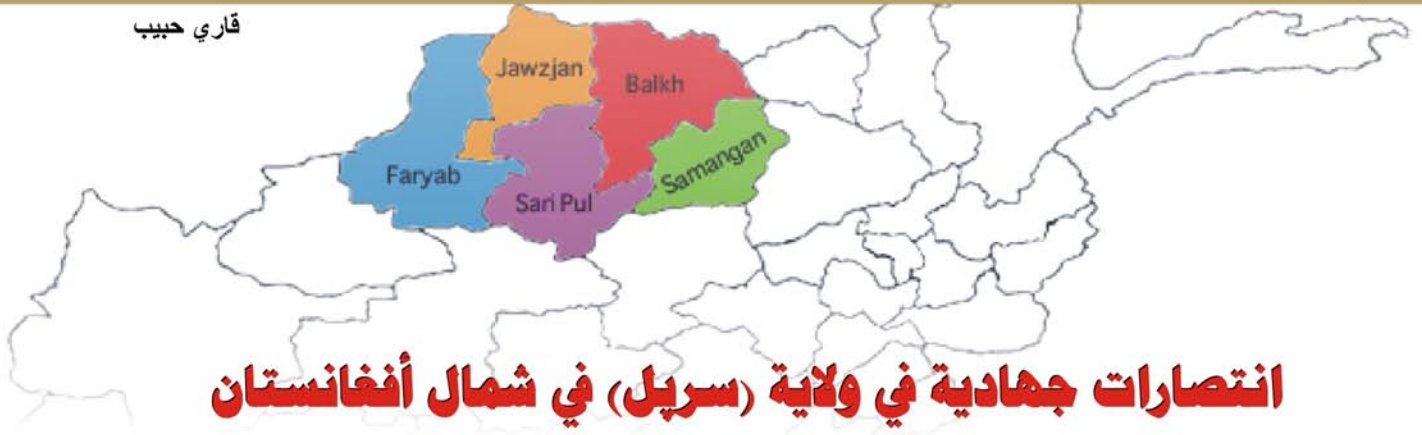 قاري حبيب
Jawzjan
Balkh
Faryab
Samangan
Sari Pul
انتصارات جهادية في ولاية (سرپل) في شمال أفغانستان